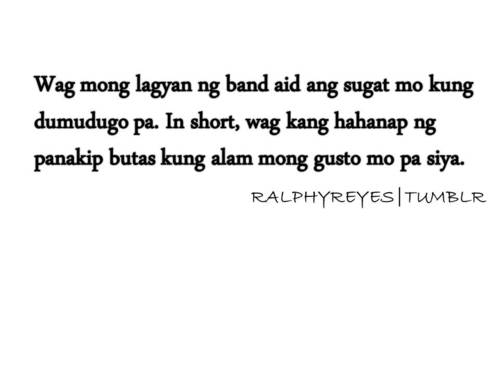 Wag mong lagyan ng band aid ang sugat mo kung
dumudugo pa. In short, wag kang hahanap ng
panakip butas kung alam mong gusto mo pa siya.
RALPHYREYES|TUMBLR